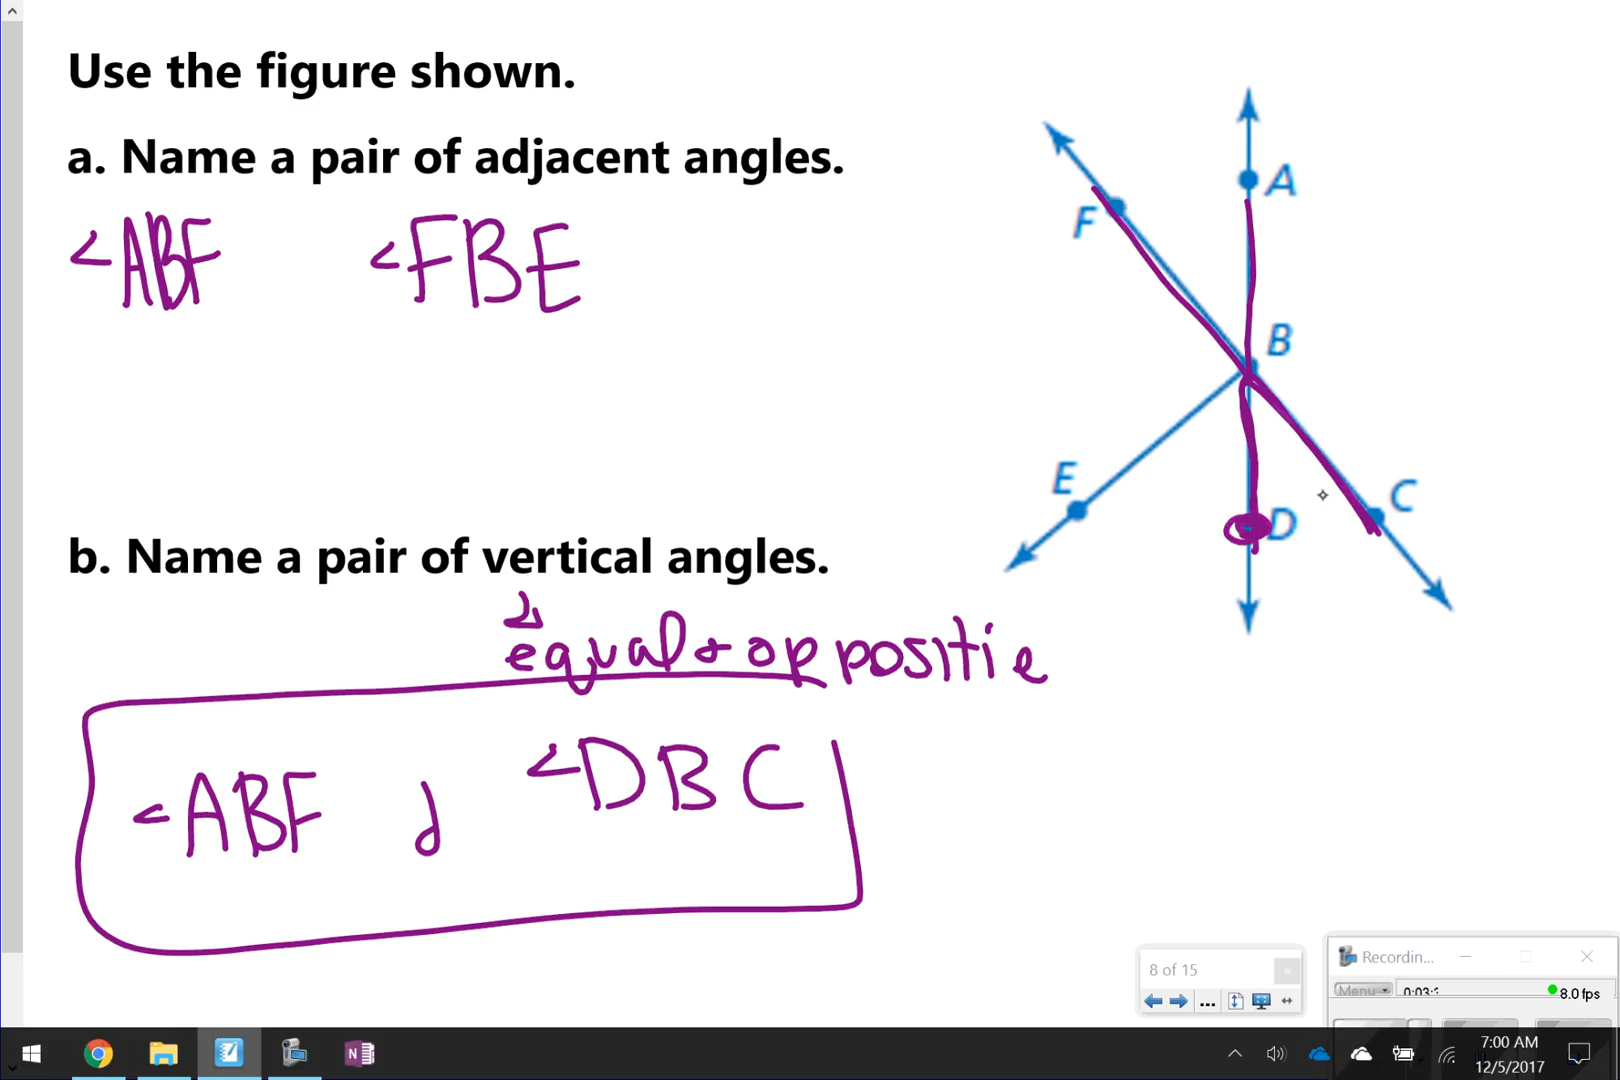 Use the figure shown.
a. Name a pair of adjacent angles.
<ABF <FBE
A
F
B
E
C
D
b. Name a pair of vertical angles.
equal + oppositie
<ABF & <DBC
8 of 15
Recordin...
Menu
8.0 fps
7:00 AM
12/5/2017